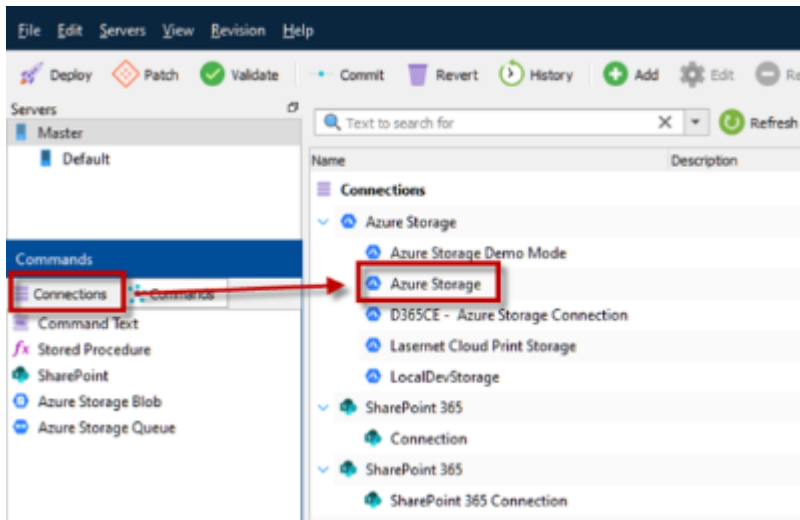 File Edit Servers View Revision Help
Deploy Patch Validate Commit Revert History Add Edit
Servers
Master
Default
Text to search for Refresh
Name Description
Connections
Azure Storage
Azure Storage Demo Mode
Azure Storage
D365CE - Azure Storage Connection
Lasernet Cloud Print Storage
LocalDevStorage
SharePoint 365
Connection
SharePoint 365
SharePoint 365 Connection
Commands
Connections Commands
Command Text
Stored Procedure
SharePoint
Azure Storage Blob
Azure Storage Queue